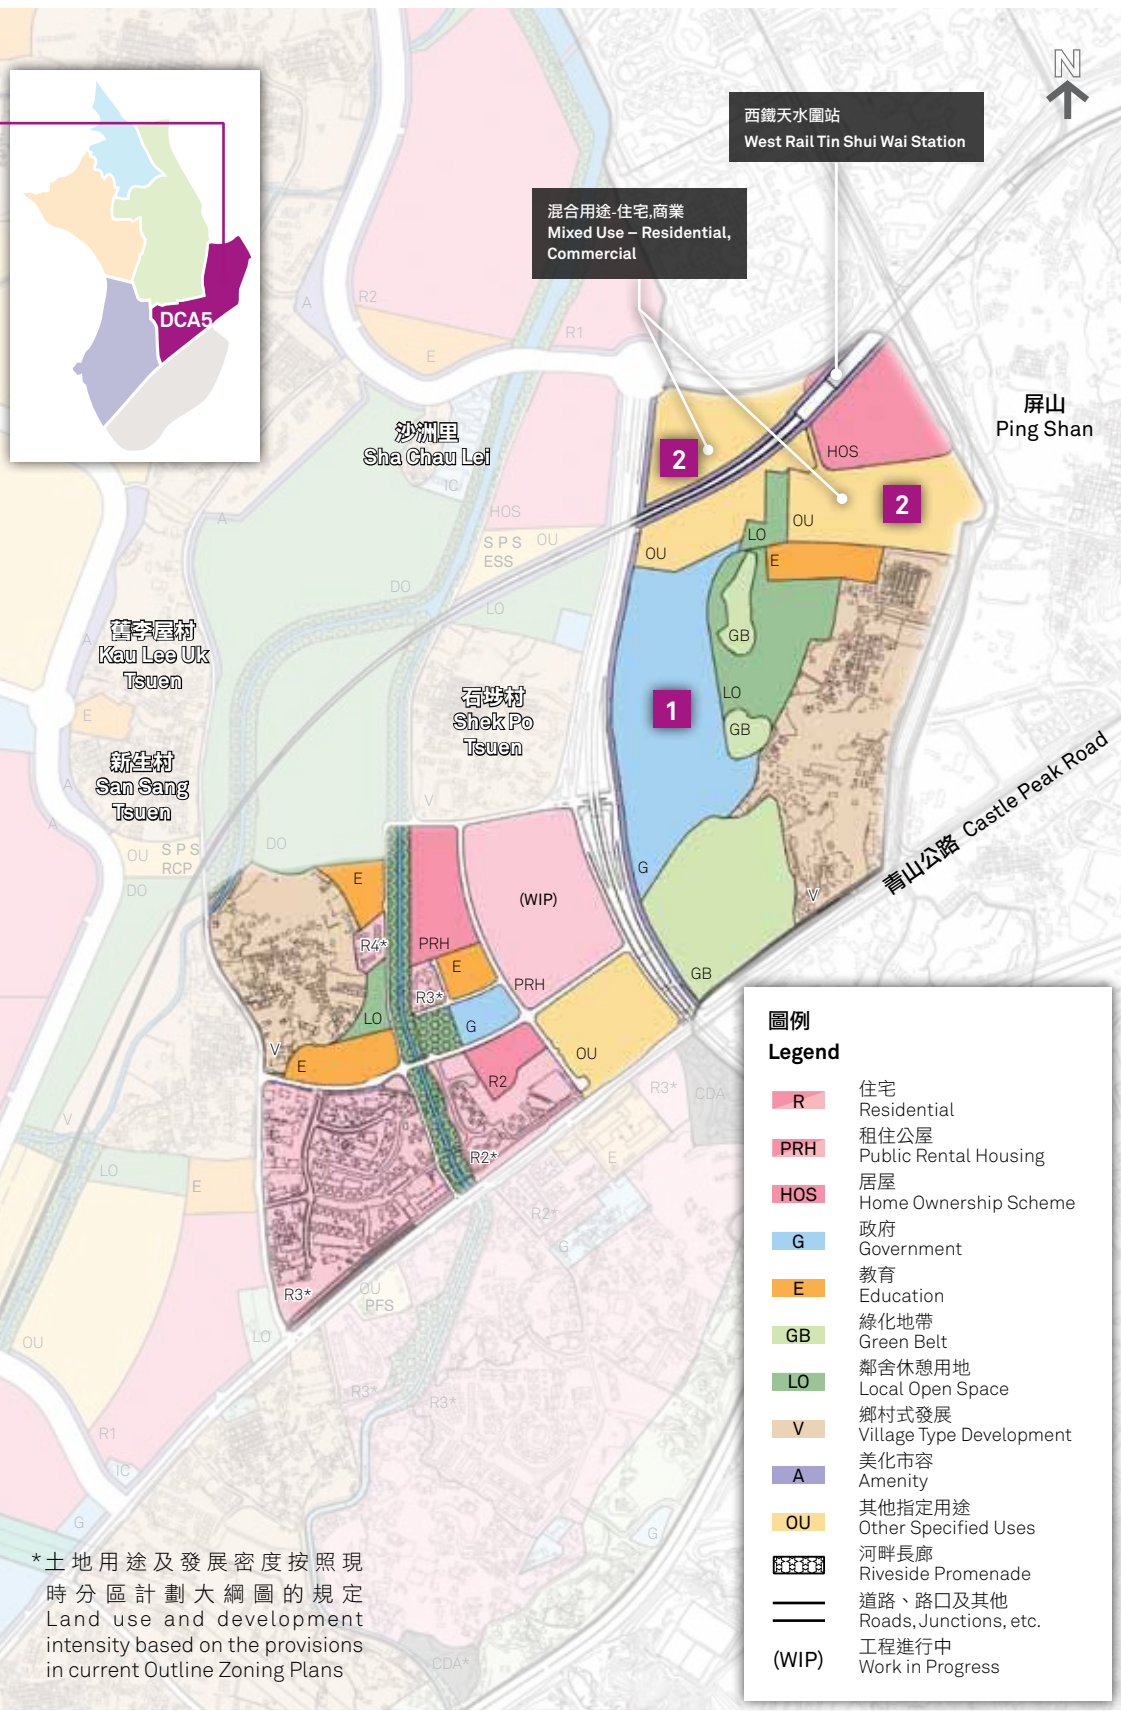 N
西鐵天水圍站
West Rail Tin Shui Wai Station
混合用途-住宅,商業
Mixed Use – Residential,
Commercial
DCA5
A
R2
R1
E
屏山
Ping Shan
沙洲里
Sha Chau Lei
IC
HOS
2
HOS
2
A
HOS
S P S
OU
ESS
OU
LO
OU
E
DO
LO
舊李屋村
Kau Lee Uk
Tsuen
A
GB
石埗村
Shek Po
Tsuen
1
LO
GB
E
新生村
San Sang
Tsuen
A
V
A
青山公路 Castle Peak Road
DO
OU
S P S
RCP
DO
E
G
V
(WIP)
R4*
PRH
E
PRH
GB
R3*
LO
G
V
E
OU
R2
R3*
CDA
V
LO
E
R2*
E
R2*
G
R3*
OU
PFS
LO
OU
R3*
R3*
R1
IC
G
G
CDA*
圖例
Legend
R
住宅
Residential
PRH
租住公屋
Public Rental Housing
HOS
居屋
Home Ownership Scheme
G
政府
Government
E
教育
Education
GB
綠化地帶
Green Belt
LO
鄰舍休憩用地
Local Open Space
V
鄉村式發展
Village Type Development
A
美化市容
Amenity
OU
其他指定用途
Other Specified Uses
河畔長廊
Riveside Promenade
道路、路口及其他
Roads, Junctions, etc.
(WIP)
工程進行中
Work in Progress
*土地用途及發展密度按照現
時分區計劃大綱圖的規定
Land use and development
intensity based on the provisions
in current Outline Zoning Plans